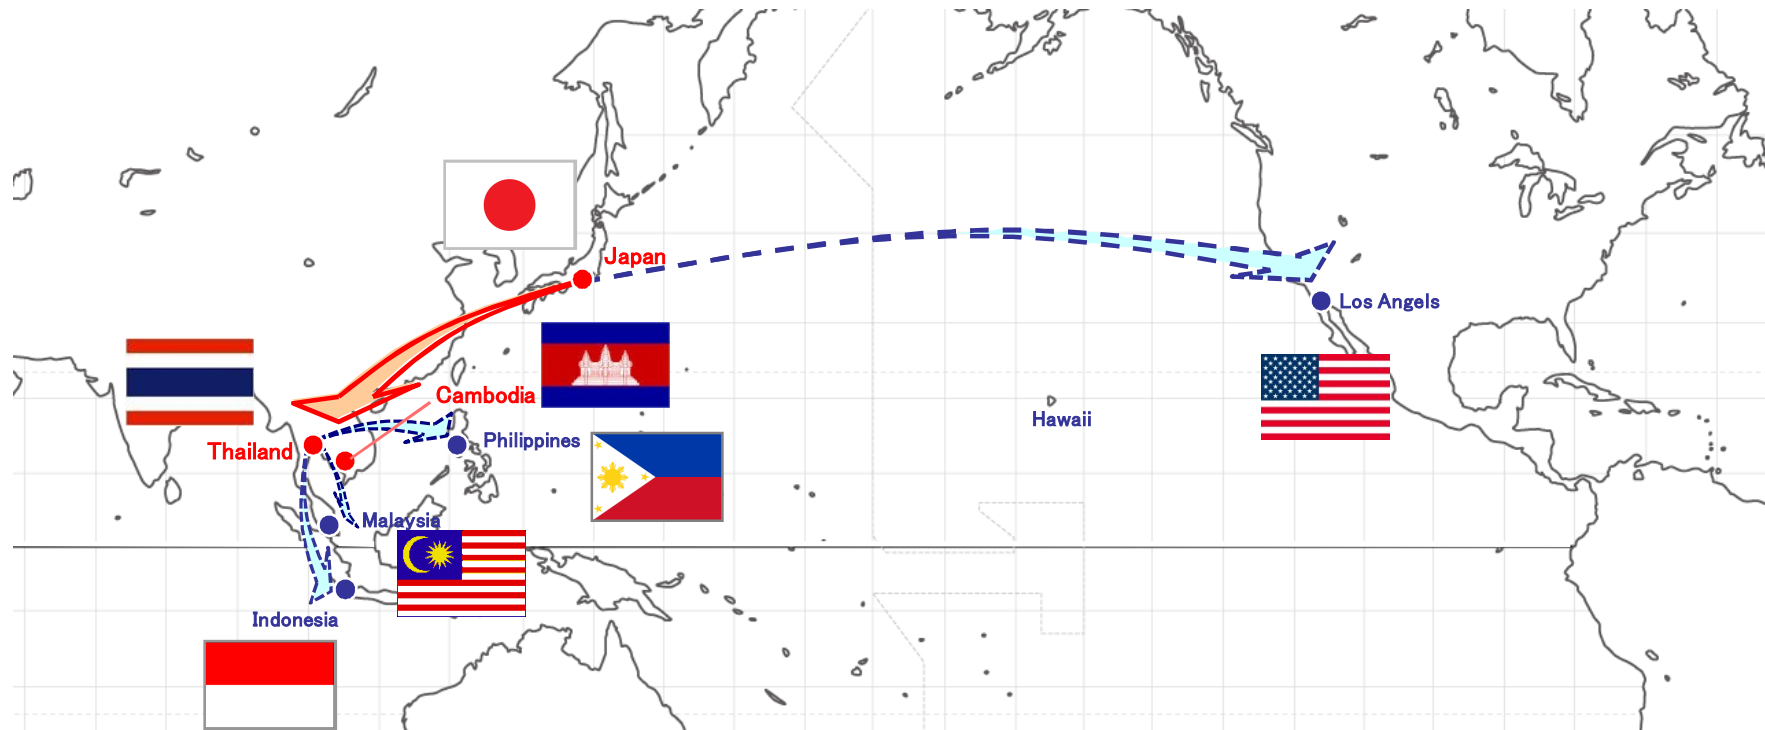 Japan
Los Angels
Cambodia
Hawaii
Philippines
Thailand
Malaysia
Indonesia